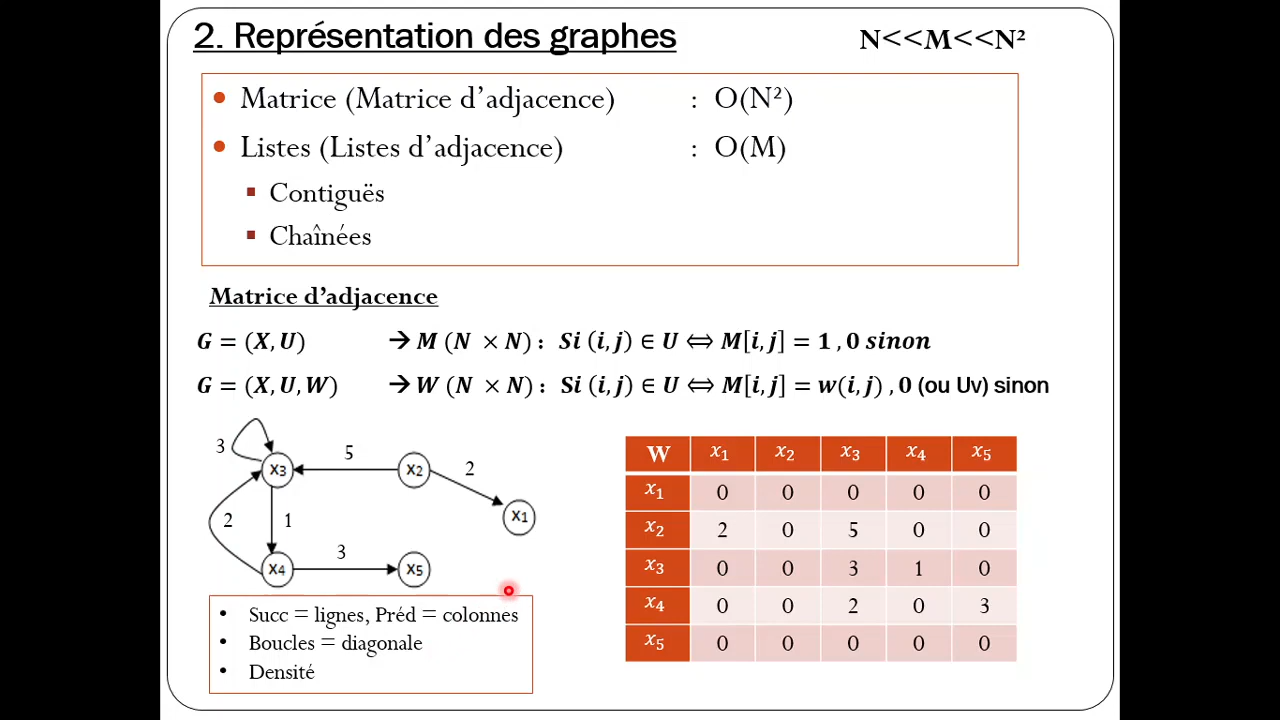 2. Représentation des graphes
N<<M<<N²
• Matrice (Matrice d'adjacence) : O(N²)
• Listes (Listes d'adjacence) : O(M)
▪ Contiguës
▪ Chaînées
Matrice d'adjacence
G = (X, U) → M (N × N) : Si (i, j) ∈ U ⟺ M[i, j] = 1 , 0 sinon
G = (X, U, W) → W (N × N) : Si (i, j) ∈ U ⟺ M[i, j] = w(i, j) , 0 (ou Uv) sinon
3
5
2
X3
X2
X1
2
1
3
X4
X5
W x₁ x₂ x₃ x₄ x₅
x₁ 0 0 0 0 0
x₂ 2 0 5 0 0
x₃ 0 0 3 1 0
x₄ 0 0 2 0 3
x₅ 0 0 0 0 0
• Succ = lignes, Préd = colonnes
• Boucles = diagonale
• Densité